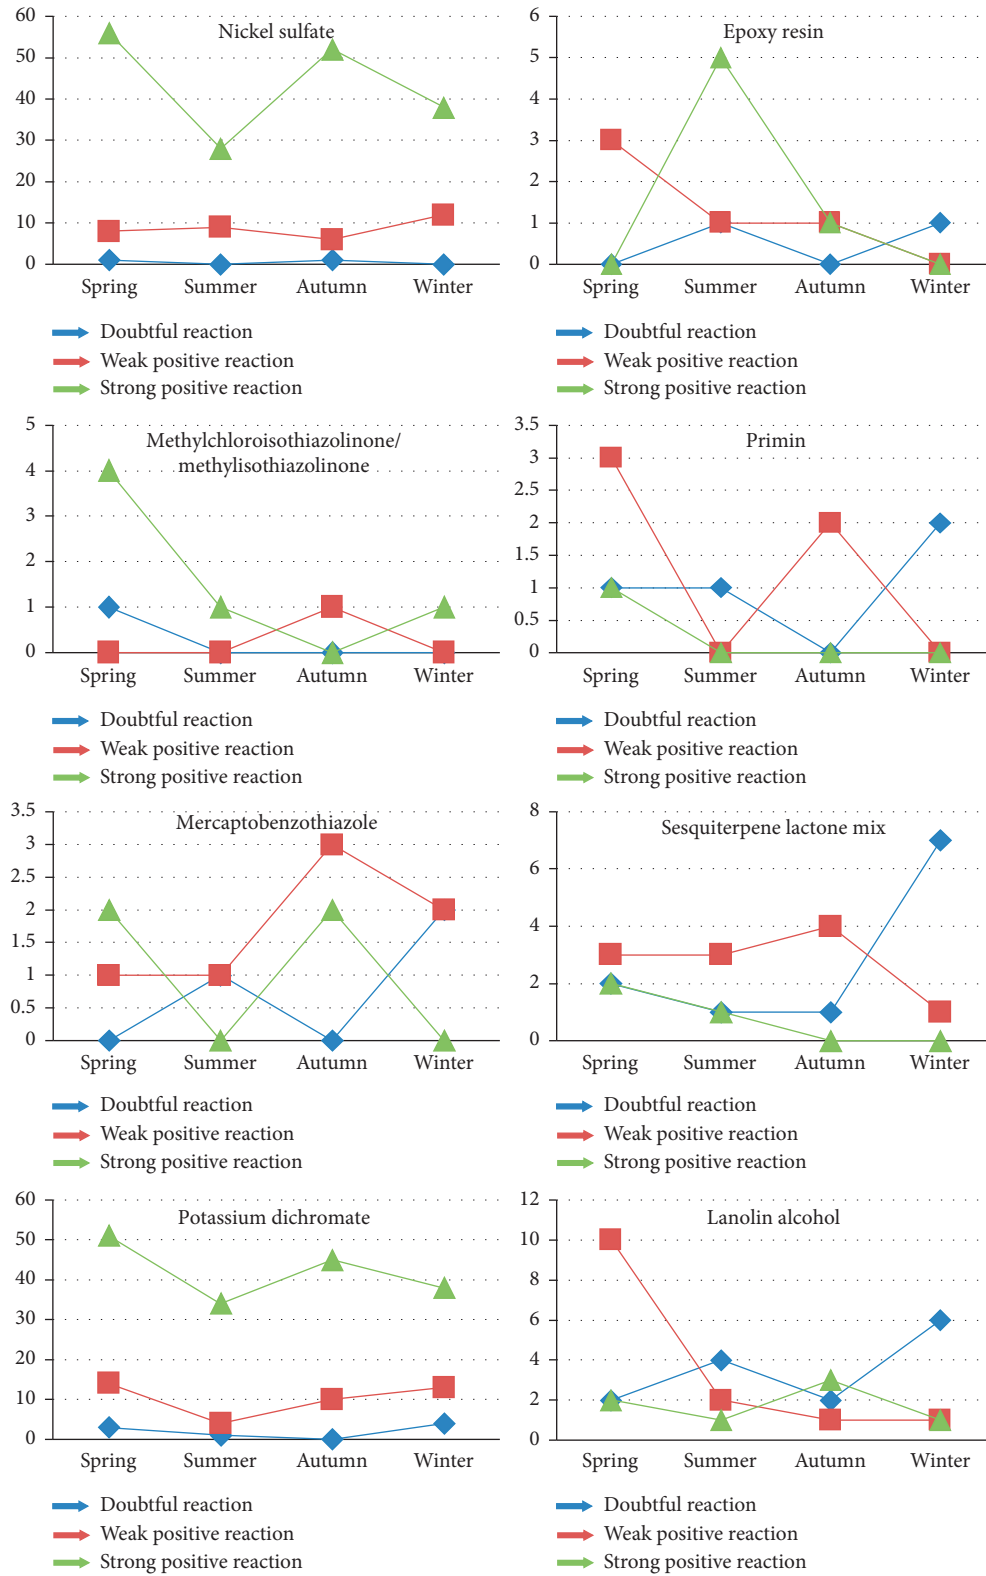 Nickel sulfate
60
50
40
30
20
10
0
Spring Summer Autumn Winter
Doubtful reaction
Weak positive reaction
Strong positive reaction
Epoxy resin
6
5
4
3
2
1
0
Spring Summer Autumn Winter
Doubtful reaction
Weak positive reaction
Strong positive reaction
Methylchloroisothiazolinone/
methylisothiazolinone
5
4
3
2
1
0
Spring Summer Autumn Winter
Doubtful reaction
Weak positive reaction
Strong positive reaction
Primin
3.5
3
2.5
2
1.5
1
0.5
0
Spring Summer Autumn Winter
Doubtful reaction
Weak positive reaction
Strong positive reaction
Mercaptobenzothiazole
3.5
3
2.5
2
1.5
1
0.5
0
Spring Summer Autumn Winter
Doubtful reaction
Weak positive reaction
Strong positive reaction
Sesquiterpene lactone mix
8
6
4
2
0
Spring Summer Autumn Winter
Doubtful reaction
Weak positive reaction
Strong positive reaction
Potassium dichromate
60
50
40
30
20
10
0
Spring Summer Autumn Winter
Doubtful reaction
Weak positive reaction
Strong positive reaction
Lanolin alcohol
12
10
8
6
4
2
0
Spring Summer Autumn Winter
Doubtful reaction
Weak positive reaction
Strong positive reaction